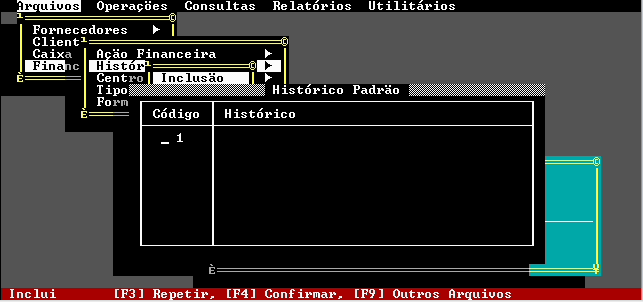 Arquivos Operações Consultas Relatórios Utilitários
Fornecedores
Client
Caixa Ação Financeira
Financ Histór
Centro Inclusão
Tipo Histórico Padrão
Form Código Histórico
1
Inclui [F3] Repetir, [F4] Confirmar, [F9] Outros Arquivos